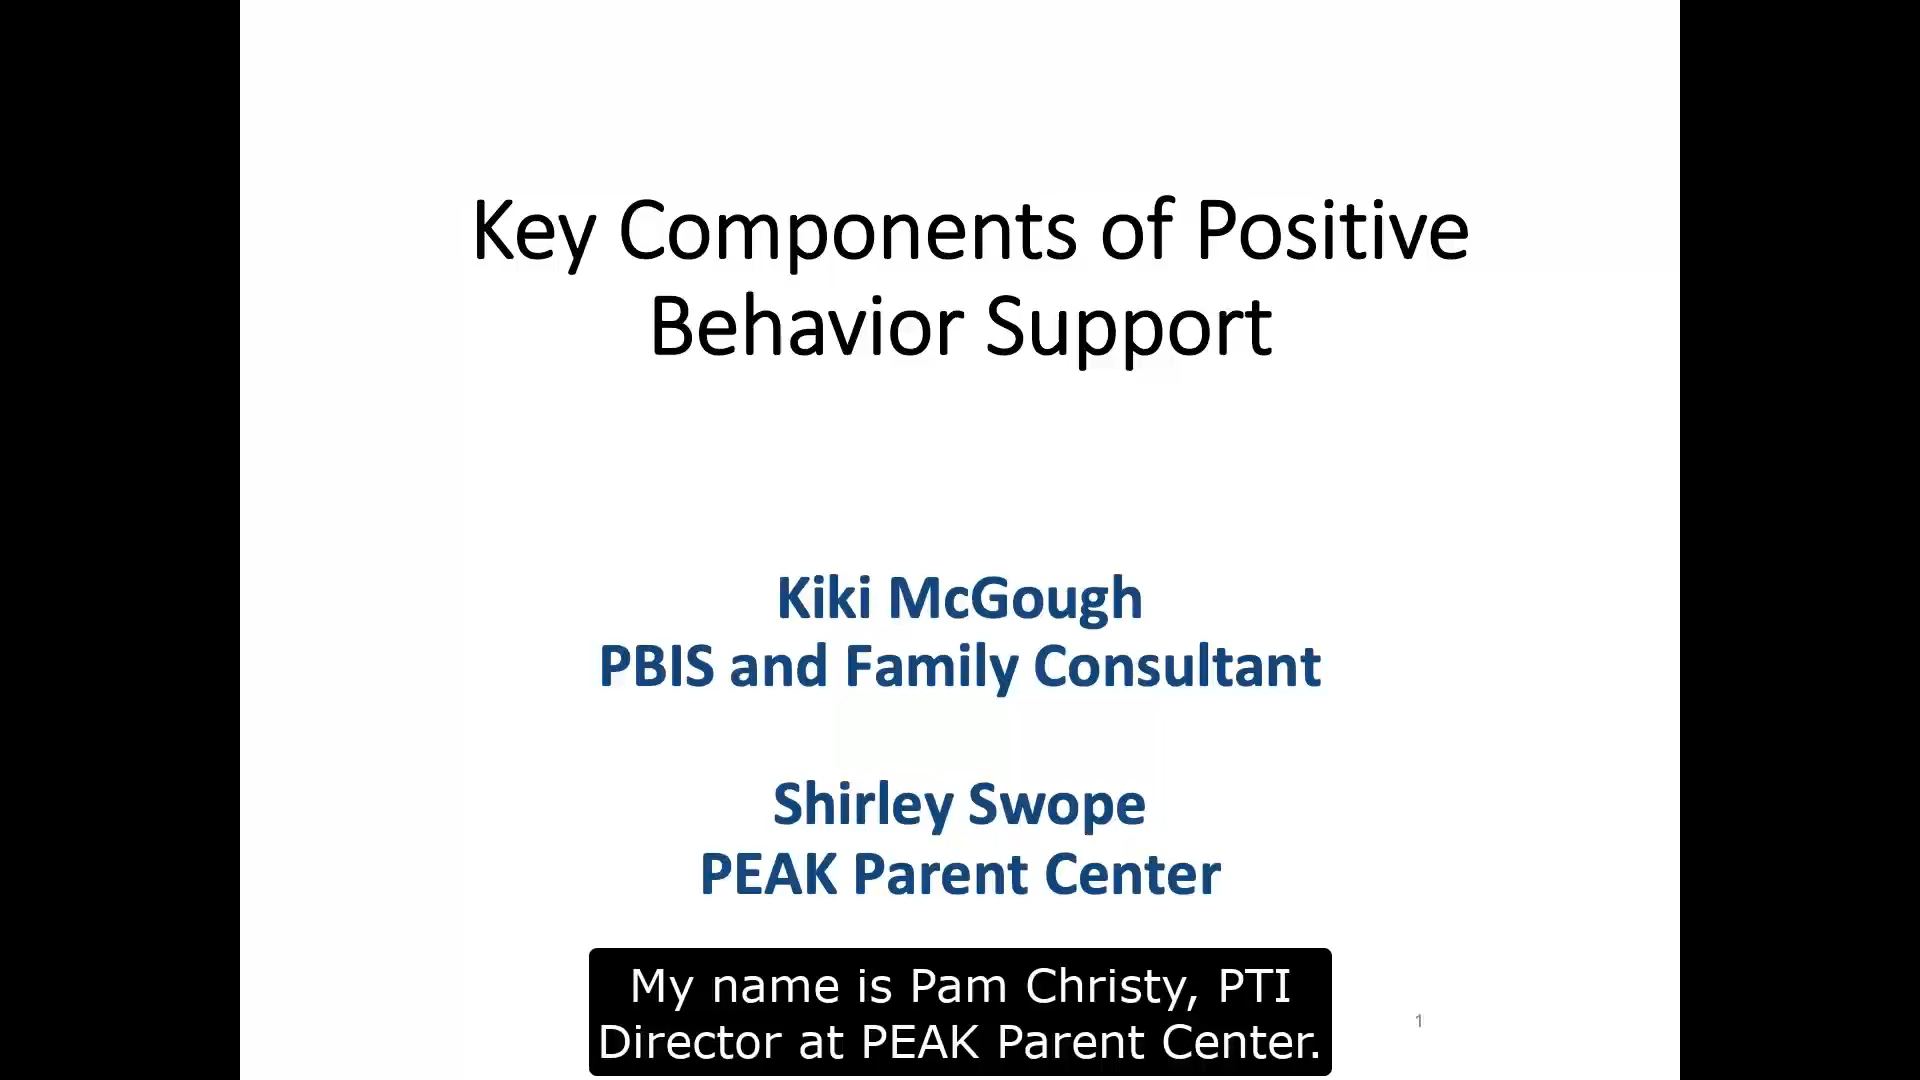 Key Components of Positive
Behavior Support
Kiki McGough
PBIS and Family Consultant
Shirley Swope
PEAK Parent Center
My name is Pam Christy, PTI
Director at PEAK Parent Center.
1